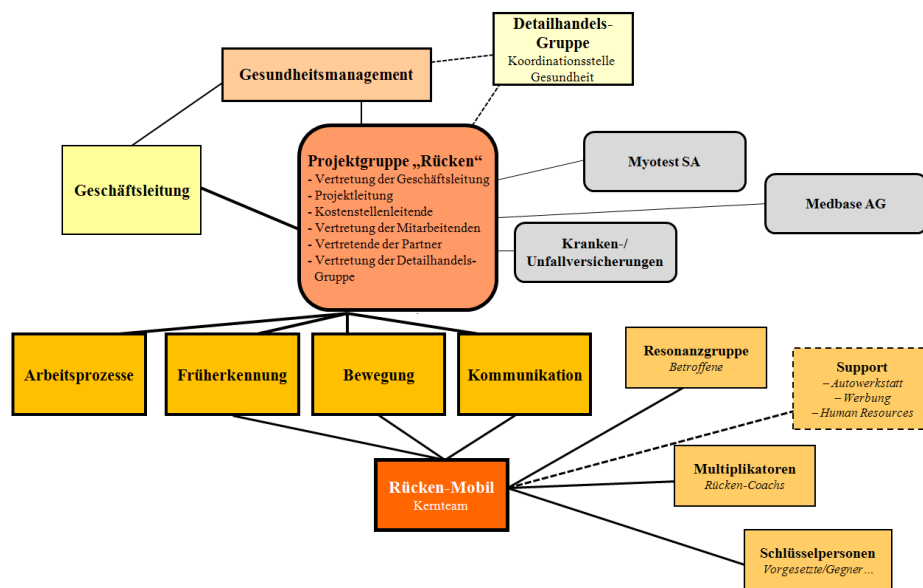 Detailhandels-
Gruppe
Koordinationsstelle
Gesundheit
Gesundheitsmanagement
Geschäftsleitung
Projektgruppe „Rücken“
- Vertretung der Geschäftsleitung
- Projektleitung
- Kostenstellenleitende
- Vertretung der Mitarbeitenden
- Vertretende der Partner
- Vertretung der Detailhandels-
Gruppe
Myotest SA
Medbase AG
Kranken-/
Unfallversicherungen
Arbeitsprozesse
Früherkennung
Bewegung
Kommunikation
Resonanzgruppe
Betroffene
Support
– Autowerkstatt
– Werbung
– Human Resources
Rücken-Mobil
Kernteam
Multiplikatoren
Rücken-Coachs
Schlüsselpersonen
Vorgesetzte/Gegner…